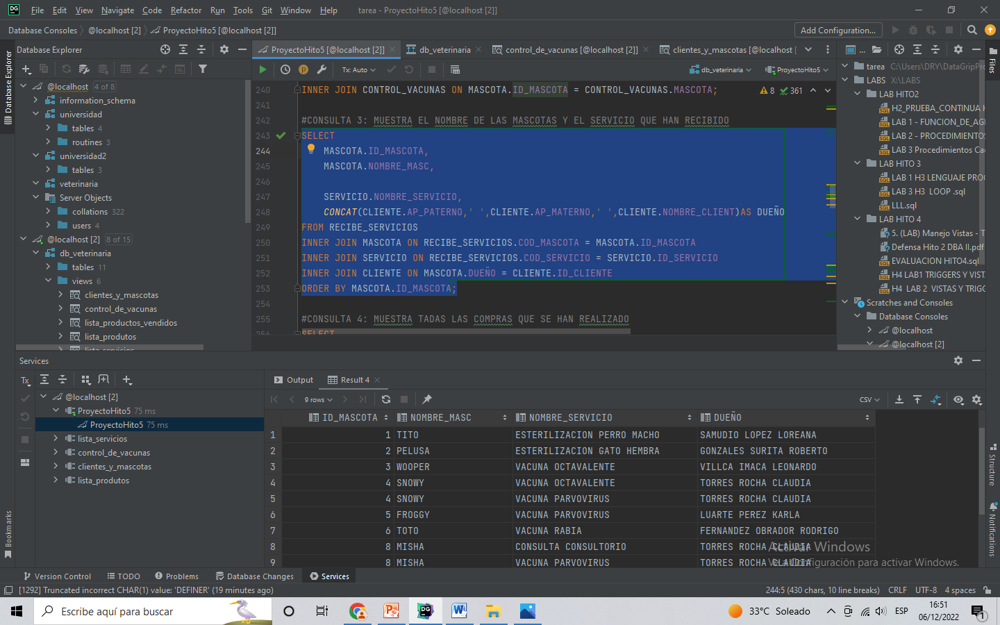 DG File Edit View Navigate Code Refactor Run Tools Git Window Help tarea - ProyectoHito5 [@localhost [2]]
Database Consoles @localhost [2] ProyectoHito5 [@localhost [2]] Add Configuration...
Database Explorer
ProyectoHito5 [@localhost [2]] db_veterinaria control_de_vacunas [@localhost [2]] clientes_y_mascotas [@localhost [
Tx: Auto db_veterinaria ProyectoHito5
Database Explorer
@localhost 4 of 8
information_schema
universidad
tables 4
routines 3
universidad2
tables 3
veterinaria
Server Objects
collations 322
users 4
@localhost [2] 8 of 15
db_veterinaria
tables 11
views 6
clientes_y_mascotas
control_de_vacunas
lista_productos_vendidos
lista_produtos
lista_servicios
240 INNER JOIN CONTROL_VACUNAS ON MASCOTA.ID_MASCOTA = CONTROL_VACUNAS.MASCOTA; 8 361
241
242 #CONSULTA 3: MUESTRA EL NOMBRE DE LAS MASCOTAS Y EL SERVICIO QUE HAN RECIBIDO
243 SELECT
244 MASCOTA.ID_MASCOTA,
245 MASCOTA.NOMBRE_MASC,
246
247 SERVICIO.NOMBRE_SERVICIO,
248 CONCAT(CLIENTE.AP_PATERNO,' ',CLIENTE.AP_MATERNO,' ',CLIENTE.NOMBRE_CLIENT)AS DUEÑO
249 FROM RECIBE_SERVICIOS
250 INNER JOIN MASCOTA ON RECIBE_SERVICIOS.COD_MASCOTA = MASCOTA.ID_MASCOTA
251 INNER JOIN SERVICIO ON RECIBE_SERVICIOS.COD_SERVICIO = SERVICIO.ID_SERVICIO
252 INNER JOIN CLIENTE ON MASCOTA.DUEÑO = CLIENTE.ID_CLIENTE
253 ORDER BY MASCOTA.ID_MASCOTA;
254
255 #CONSULTA 4: MUESTRA TADAS LAS COMPRAS QUE SE HAN REALIZADO
256 SELECT
tarea C:\Users\DRY\DataGripPr
LABS X:\LABS
LAB HITO2
H2_PRUEBA_CONTINUA H
LAB 1 - FUNCION_DE_AG
LAB 2 - PROCEDIMIENTOS
LAB 3 Procedimientos Ca
LAB HITO 3
LAB 1 H3 LENGUAJE PROC
LAB 3 H3 LOOP .sql
LLL.sql
LAB HITO 4
5. (LAB) Manejo Vistas - T
Defensa Hito 2 DBA II.pdf
EVALUACION HITO4.sql
H4 LAB1 TRIGGERS Y VIST
H4 LAB 2 VISTAS Y TRIGG
Scratches and Consoles
Database Consoles
@localhost
@localhost [2]
Files
Structure
Notifications
Bookmarks
Services
Tx
@localhost [2]
ProyectoHito5 75 ms
ProyectoHito5 75 ms
lista_servicios
control_de_vacunas
clientes_y_mascotas
lista_produtos
Output Result 4
9 rows CSV
ID_MASCOTA NOMBRE_MASC NOMBRE_SERVICIO DUEÑO
1 1 TITO ESTERILIZACION PERRO MACHO SAMUDIO LOPEZ LOREANA
2 2 PELUSA ESTERILIZACION GATO HEMBRA GONZALES SURITA ROBERTO
3 3 WOOPER VACUNA OCTAVALENTE VILLCA IMACA LEONARDO
4 4 SNOWY VACUNA OCTAVALENTE TORRES ROCHA CLAUDIA
5 4 SNOWY VACUNA PARVOVIRUS TORRES ROCHA CLAUDIA
6 5 FROGGY VACUNA PARVOVIRUS LUARTE PEREZ KARLA
7 6 TOTO VACUNA RABIA FERNANDEZ OBRADOR RODRIGO
8 8 MISHA CONSULTA CONSULTORIO TORRES ROCHA CLAUDIA
9 8 MISHA VACUNA PARVOVIRUS TORRES ROCHA CLAUDIA
Activar Windows
Ve a Configuración para activar Windows.
Version Control TODO Problems Database Changes Services
[1292] Truncated incorrect CHAR(1) value: 'DEFINER' (19 minutes ago) 244:5 (430 chars, 10 line breaks) CRLF UTF-8 4 spaces
Escribe aquí para buscar 33°C Soleado ESP 16:51
06/12/2022 1